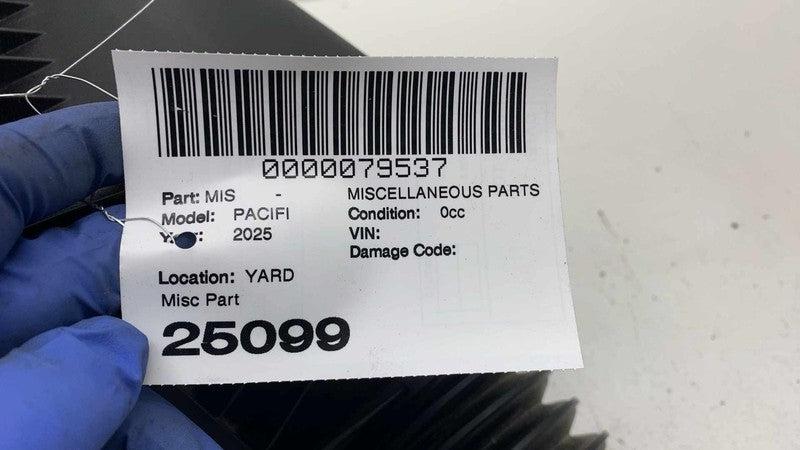 0000079537
Part: MIS - MISCELLANEOUS PARTS
Model: PACIFI Condition: 0cc
2025 VIN:
Damage Code:
Location: YARD
Misc Part
25099